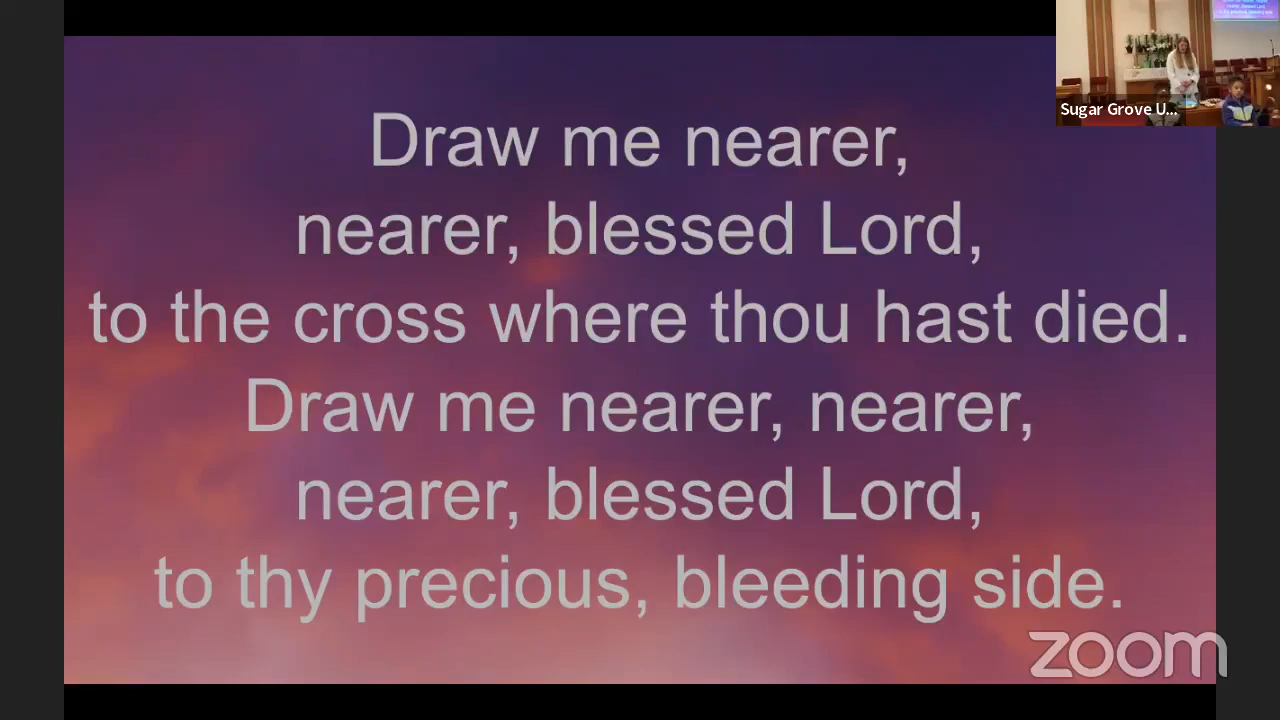 Draw me nearer,
nearer, blessed Lord,
to the cross where thou hast died.
Draw me nearer, nearer,
nearer, blessed Lord,
to thy precious, bleeding side.
Sugar Grove U...
zoom